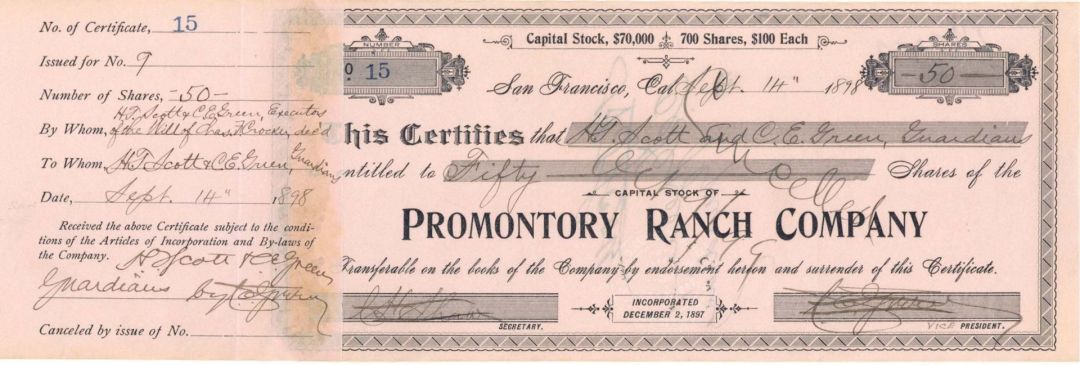 No. of Certificate, 15
Issued for No. 9
Number of Shares, -50-
By Whom, H.T. Scott & C.E. Green, Executors
of the Will of Chas. F. Crocker, dec'd
To Whom, H.T. Scott & C.E. Green, Guardians
Date, Sept. 14" 1898
Received the above Certificate subject to the condi-
tions of the Articles of Incorporation and By-laws of
the Company. H T Scott & C E Green,
Guardians by C E Green
Canceled by issue of No.
Capital Stock, $70,000 700 Shares, $100 Each
NUMBER
o 15
SHARES
-50-
San Francisco, Cal. Sept. 14" 1898
his Certifies that H.T. Scott and C.E. Green, Guardians
ntitled to Fifty Shares of the
CAPITAL STOCK OF
PROMONTORY RANCH COMPANY
Transferable on the books of the Company by endorsement hereon and surrender of this Certificate.
INCORPORATED
DECEMBER 2, 1897
SECRETARY.
C E Green
VICE PRESIDENT.
Cancelled